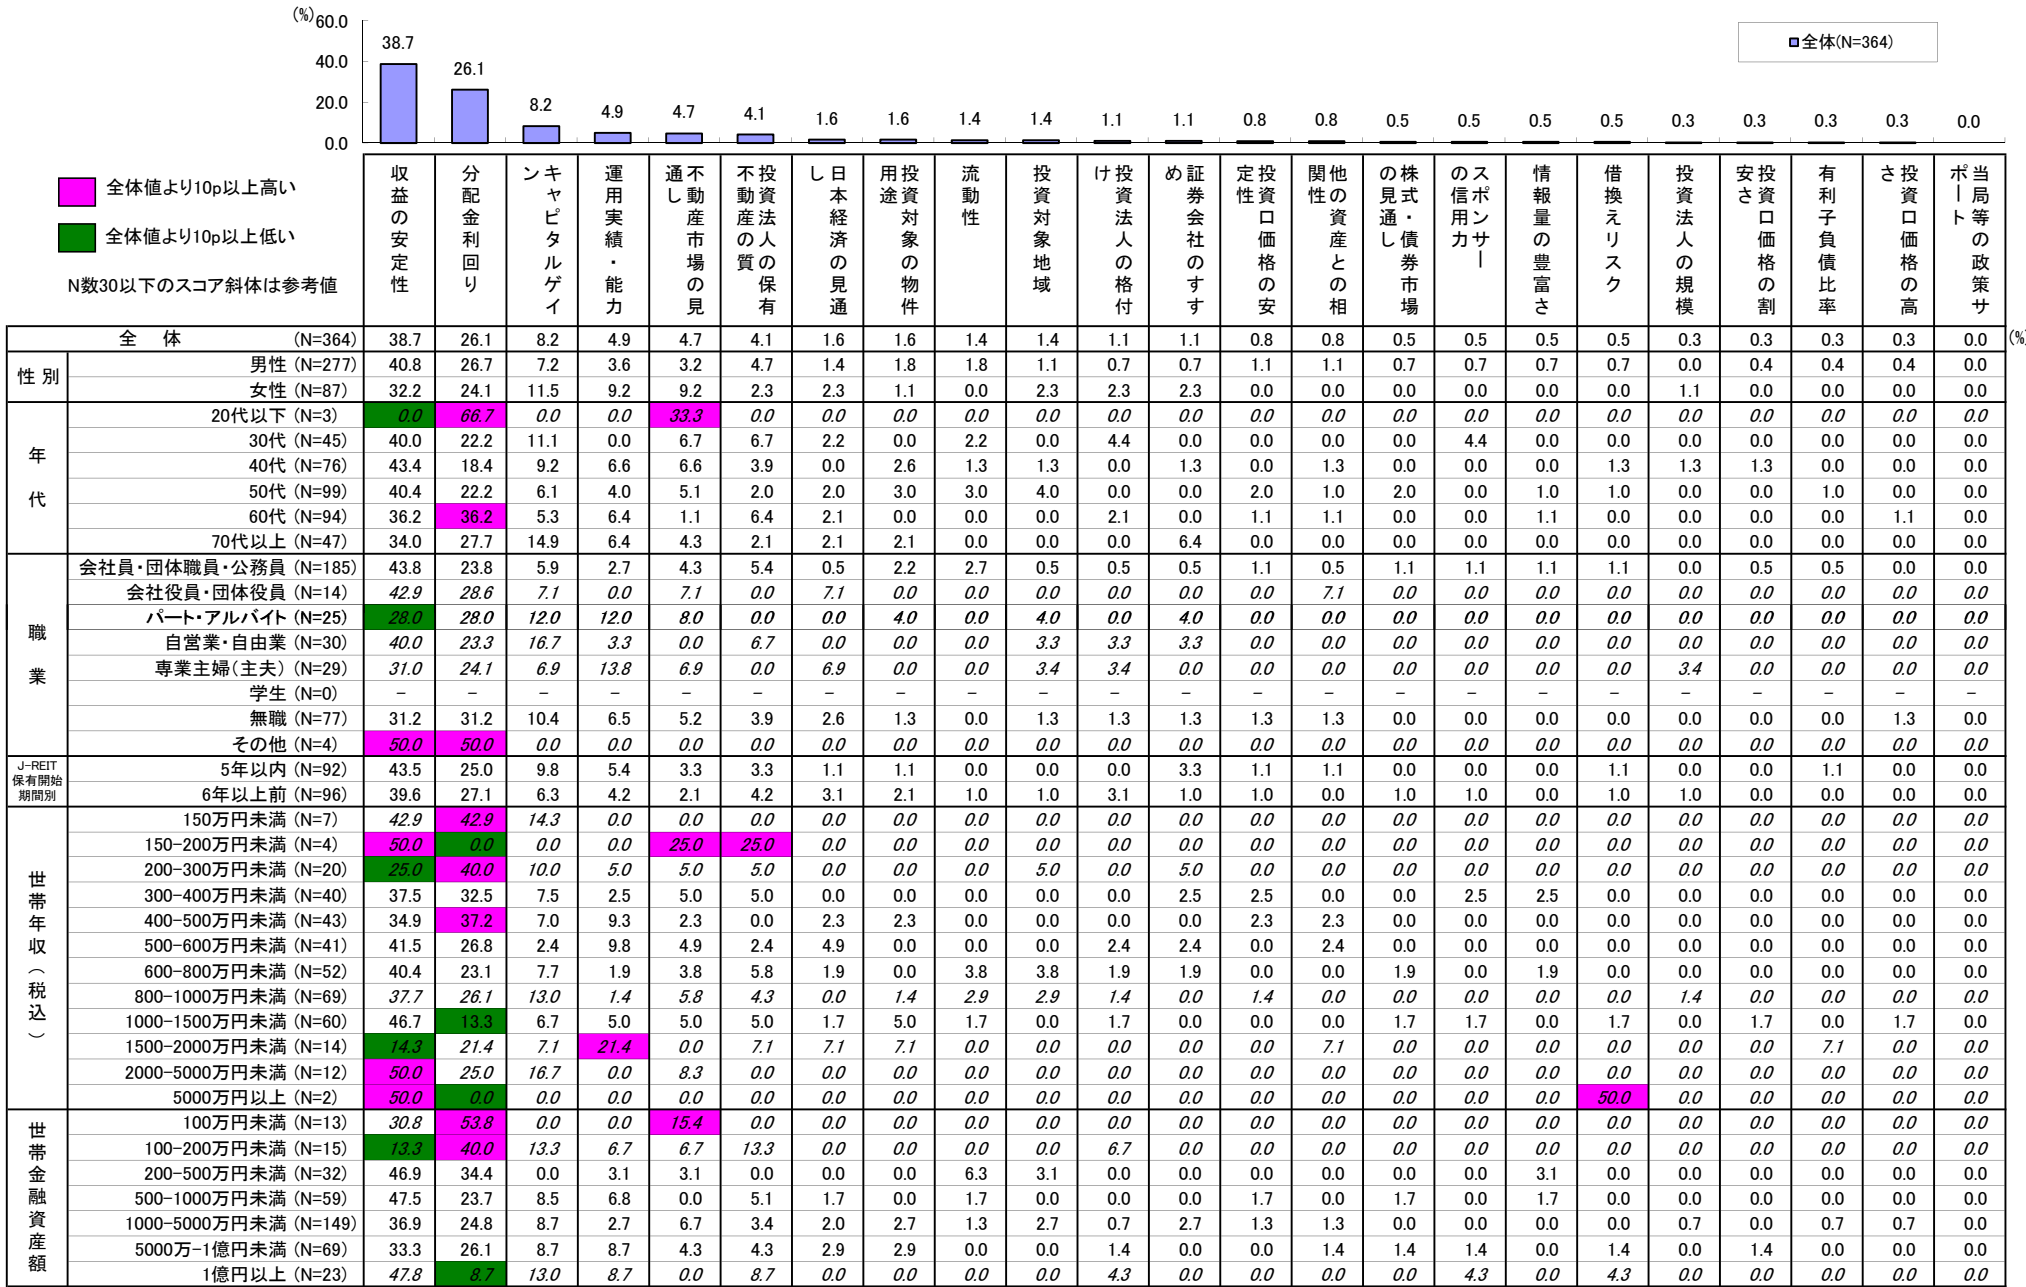 (%)
60.0
40.0
20.0
0.0
38.7 26.1 8.2 4.9 4.7 4.1 1.6 1.6 1.4 1.4 1.1 1.1 0.8 0.8 0.5 0.5 0.5 0.5 0.3 0.3 0.3 0.3 0.0
全体(N=364)
全体値より10p以上高い
全体値より10p以上低い
N数30以下のスコア斜体は参考値
収益の安定性
分配金利回り
キャピタルゲイン
運用実績・能力
不動産市場の見通し
投資法人の保有不動産の質
日本経済の見通し
投資対象の物件用途
流動性
投資対象地域
投資法人の格付け
証券会社のすすめ
投資口価格の安定性
他の資産との相関性
株式・債券市場の見通し
スポンサーの信用力
情報量の豊富さ
借換えリスク
投資法人の規模
投資口価格の割安さ
有利子負債比率
投資口価格の高さ
当局等の政策サポート
(%)
全 体 (N=364) 38.7 26.1 8.2 4.9 4.7 4.1 1.6 1.6 1.4 1.4 1.1 1.1 0.8 0.8 0.5 0.5 0.5 0.5 0.3 0.3 0.3 0.3 0.0
性別
男性 (N=277) 40.8 26.7 7.2 3.6 3.2 4.7 1.4 1.8 1.8 1.1 0.7 0.7 1.1 1.1 0.7 0.7 0.7 0.7 0.0 0.4 0.4 0.4 0.0
女性 (N=87) 32.2 24.1 11.5 9.2 9.2 2.3 2.3 1.1 0.0 2.3 2.3 2.3 0.0 0.0 0.0 0.0 0.0 0.0 1.1 0.0 0.0 0.0 0.0
年代
20代以下 (N=3) 0.0 66.7 0.0 0.0 33.3 0.0 0.0 0.0 0.0 0.0 0.0 0.0 0.0 0.0 0.0 0.0 0.0 0.0 0.0 0.0 0.0 0.0 0.0
30代 (N=45) 40.0 22.2 11.1 0.0 6.7 6.7 2.2 0.0 2.2 0.0 4.4 0.0 0.0 0.0 0.0 4.4 0.0 0.0 0.0 0.0 0.0 0.0 0.0
40代 (N=76) 43.4 18.4 9.2 6.6 6.6 3.9 0.0 2.6 1.3 1.3 0.0 1.3 0.0 1.3 0.0 0.0 0.0 1.3 1.3 1.3 0.0 0.0 0.0
50代 (N=99) 40.4 22.2 6.1 4.0 5.1 2.0 2.0 3.0 3.0 4.0 0.0 0.0 2.0 1.0 2.0 0.0 1.0 1.0 0.0 0.0 1.0 0.0 0.0
60代 (N=94) 36.2 36.2 5.3 6.4 1.1 6.4 2.1 0.0 0.0 0.0 2.1 0.0 1.1 1.1 0.0 0.0 1.1 0.0 0.0 0.0 0.0 1.1 0.0
70代以上 (N=47) 34.0 27.7 14.9 6.4 4.3 2.1 2.1 2.1 0.0 0.0 0.0 6.4 0.0 0.0 0.0 0.0 0.0 0.0 0.0 0.0 0.0 0.0 0.0
職業
会社員・団体職員・公務員 (N=185) 43.8 23.8 5.9 2.7 4.3 5.4 0.5 2.2 2.7 0.5 0.5 0.5 1.1 0.5 1.1 1.1 1.1 1.1 0.0 0.5 0.5 0.0 0.0
会社役員・団体役員 (N=14) 42.9 28.6 7.1 0.0 7.1 0.0 7.1 0.0 0.0 0.0 0.0 0.0 0.0 7.1 0.0 0.0 0.0 0.0 0.0 0.0 0.0 0.0 0.0
パート・アルバイト (N=25) 28.0 28.0 12.0 12.0 8.0 0.0 0.0 4.0 0.0 4.0 0.0 4.0 0.0 0.0 0.0 0.0 0.0 0.0 0.0 0.0 0.0 0.0 0.0
自営業・自由業 (N=30) 40.0 23.3 16.7 3.3 0.0 6.7 0.0 0.0 0.0 3.3 3.3 3.3 0.0 0.0 0.0 0.0 0.0 0.0 0.0 0.0 0.0 0.0 0.0
専業主婦(主夫) (N=29) 31.0 24.1 6.9 13.8 6.9 0.0 6.9 0.0 0.0 3.4 3.4 0.0 0.0 0.0 0.0 0.0 0.0 0.0 3.4 0.0 0.0 0.0 0.0
学生 (N=0) － － － － － － － － － － － － － － － － － － － － － － －
無職 (N=77) 31.2 31.2 10.4 6.5 5.2 3.9 2.6 1.3 0.0 1.3 1.3 1.3 1.3 1.3 0.0 0.0 0.0 0.0 0.0 0.0 0.0 1.3 0.0
その他 (N=4) 50.0 50.0 0.0 0.0 0.0 0.0 0.0 0.0 0.0 0.0 0.0 0.0 0.0 0.0 0.0 0.0 0.0 0.0 0.0 0.0 0.0 0.0 0.0
J-REIT
保有開始
期間別
5年以内 (N=92) 43.5 25.0 9.8 5.4 3.3 3.3 1.1 1.1 0.0 0.0 0.0 3.3 1.1 1.1 0.0 0.0 0.0 1.1 0.0 0.0 1.1 0.0 0.0
6年以上前 (N=96) 39.6 27.1 6.3 4.2 2.1 4.2 3.1 2.1 1.0 1.0 3.1 1.0 1.0 0.0 1.0 1.0 0.0 1.0 1.0 0.0 0.0 0.0 0.0
世帯年収(税込)
150万円未満 (N=7) 42.9 42.9 14.3 0.0 0.0 0.0 0.0 0.0 0.0 0.0 0.0 0.0 0.0 0.0 0.0 0.0 0.0 0.0 0.0 0.0 0.0 0.0 0.0
150-200万円未満 (N=4) 50.0 0.0 0.0 0.0 25.0 25.0 0.0 0.0 0.0 0.0 0.0 0.0 0.0 0.0 0.0 0.0 0.0 0.0 0.0 0.0 0.0 0.0 0.0
200-300万円未満 (N=20) 25.0 40.0 10.0 5.0 5.0 5.0 0.0 0.0 0.0 5.0 0.0 5.0 0.0 0.0 0.0 0.0 0.0 0.0 0.0 0.0 0.0 0.0 0.0
300-400万円未満 (N=40) 37.5 32.5 7.5 2.5 5.0 5.0 0.0 0.0 0.0 0.0 0.0 2.5 2.5 0.0 0.0 2.5 2.5 0.0 0.0 0.0 0.0 0.0 0.0
400-500万円未満 (N=43) 34.9 37.2 7.0 9.3 2.3 0.0 2.3 2.3 0.0 0.0 0.0 0.0 2.3 2.3 0.0 0.0 0.0 0.0 0.0 0.0 0.0 0.0 0.0
500-600万円未満 (N=41) 41.5 26.8 2.4 9.8 4.9 2.4 4.9 0.0 0.0 0.0 2.4 2.4 0.0 2.4 0.0 0.0 0.0 0.0 0.0 0.0 0.0 0.0 0.0
600-800万円未満 (N=52) 40.4 23.1 7.7 1.9 3.8 5.8 1.9 0.0 3.8 3.8 1.9 1.9 0.0 0.0 1.9 0.0 1.9 0.0 0.0 0.0 0.0 0.0 0.0
800-1000万円未満 (N=69) 37.7 26.1 13.0 1.4 5.8 4.3 0.0 1.4 2.9 2.9 1.4 0.0 1.4 0.0 0.0 0.0 0.0 0.0 1.4 0.0 0.0 0.0 0.0
1000-1500万円未満 (N=60) 46.7 13.3 6.7 5.0 5.0 5.0 1.7 5.0 1.7 0.0 1.7 0.0 0.0 0.0 1.7 1.7 0.0 1.7 0.0 1.7 0.0 1.7 0.0
1500-2000万円未満 (N=14) 14.3 21.4 7.1 21.4 0.0 7.1 7.1 7.1 0.0 0.0 0.0 0.0 0.0 7.1 0.0 0.0 0.0 0.0 0.0 0.0 7.1 0.0 0.0
2000-5000万円未満 (N=12) 50.0 25.0 16.7 0.0 8.3 0.0 0.0 0.0 0.0 0.0 0.0 0.0 0.0 0.0 0.0 0.0 0.0 0.0 0.0 0.0 0.0 0.0 0.0
5000万円以上 (N=2) 50.0 0.0 0.0 0.0 0.0 0.0 0.0 0.0 0.0 0.0 0.0 0.0 0.0 0.0 0.0 0.0 0.0 50.0 0.0 0.0 0.0 0.0 0.0
世帯金融資産額
100万円未満 (N=13) 30.8 53.8 0.0 0.0 15.4 0.0 0.0 0.0 0.0 0.0 0.0 0.0 0.0 0.0 0.0 0.0 0.0 0.0 0.0 0.0 0.0 0.0 0.0
100-200万円未満 (N=15) 13.3 40.0 13.3 6.7 6.7 13.3 0.0 0.0 0.0 0.0 6.7 0.0 0.0 0.0 0.0 0.0 0.0 0.0 0.0 0.0 0.0 0.0 0.0
200-500万円未満 (N=32) 46.9 34.4 0.0 3.1 3.1 0.0 0.0 0.0 6.3 3.1 0.0 0.0 0.0 0.0 0.0 0.0 3.1 0.0 0.0 0.0 0.0 0.0 0.0
500-1000万円未満 (N=59) 47.5 23.7 8.5 6.8 0.0 5.1 1.7 0.0 1.7 0.0 0.0 0.0 1.7 0.0 1.7 0.0 1.7 0.0 0.0 0.0 0.0 0.0 0.0
1000-5000万円未満 (N=149) 36.9 24.8 8.7 2.7 6.7 3.4 2.0 2.7 1.3 2.7 0.7 2.7 1.3 1.3 0.0 0.0 0.0 0.0 0.7 0.0 0.7 0.7 0.0
5000万-1億円未満 (N=69) 33.3 26.1 8.7 8.7 4.3 4.3 2.9 2.9 0.0 0.0 1.4 0.0 0.0 1.4 1.4 1.4 0.0 1.4 0.0 1.4 0.0 0.0 0.0
1億円以上 (N=23) 47.8 8.7 13.0 8.7 0.0 8.7 0.0 0.0 0.0 0.0 4.3 0.0 0.0 0.0 0.0 4.3 0.0 4.3 0.0 0.0 0.0 0.0 0.0